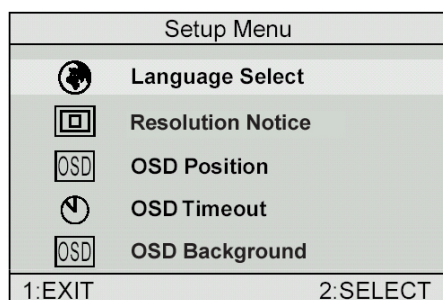 Setup Menu
Language Select
Resolution Notice
OSD OSD Position
OSD Timeout
OSD OSD Background
1:EXIT 2:SELECT